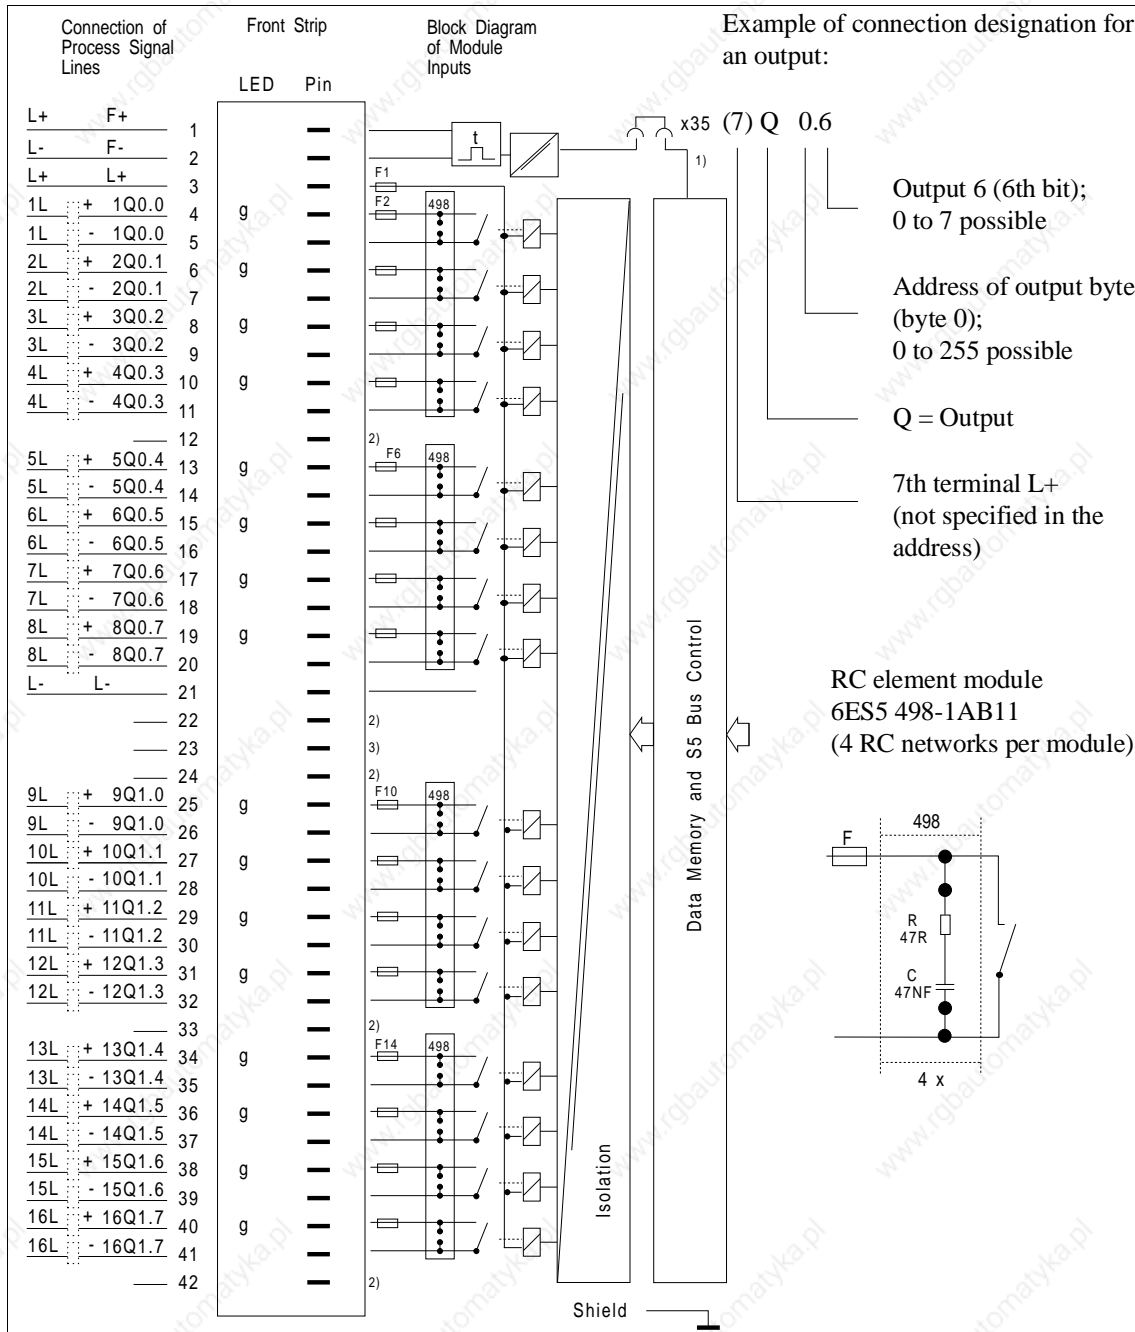 Connection of Process Signal Lines
Front Strip
Block Diagram of Module Inputs
Example of connection designation for an output:
LED Pin
L+ F+ 1
L- F- 2
L+ L+ 3 F1
1L + 1Q0.0 4 g F2 498
1L - 1Q0.0 5
2L + 2Q0.1 6 g
2L - 2Q0.1 7
3L + 3Q0.2 8 g
3L - 3Q0.2 9
4L + 4Q0.3 10 g
4L - 4Q0.3 11
12 2)
5L + 5Q0.4 13 g F6 498
5L - 5Q0.4 14
6L + 6Q0.5 15 g
6L - 6Q0.5 16
7L + 7Q0.6 17 g
7L - 7Q0.6 18
8L + 8Q0.7 19 g
8L - 8Q0.7 20
L- L- 21
22 2)
23 3)
24 2)
9L + 9Q1.0 25 g F10 498
9L - 9Q1.0 26
10L + 10Q1.1 27 g
10L - 10Q1.1 28
11L + 11Q1.2 29 g
11L - 11Q1.2 30
12L + 12Q1.3 31 g
12L - 12Q1.3 32
33 2)
13L + 13Q1.4 34 g F14 498
13L - 13Q1.4 35
14L + 14Q1.5 36 g
14L - 14Q1.5 37
15L + 15Q1.6 38 g
15L - 15Q1.6 39
16L + 16Q1.7 40 g
16L - 16Q1.7 41
42 2)
t
x35
1)
Isolation
Data Memory and S5 Bus Control
Shield
(7) Q 0.6
Output 6 (6th bit);
0 to 7 possible
Address of output byte
(byte 0);
0 to 255 possible
Q = Output
7th terminal L+
(not specified in the
address)
RC element module
6ES5 498-1AB11
(4 RC networks per module)
498
F
R
47R
C
47NF
4 x
www.rgbautomatyka.pl